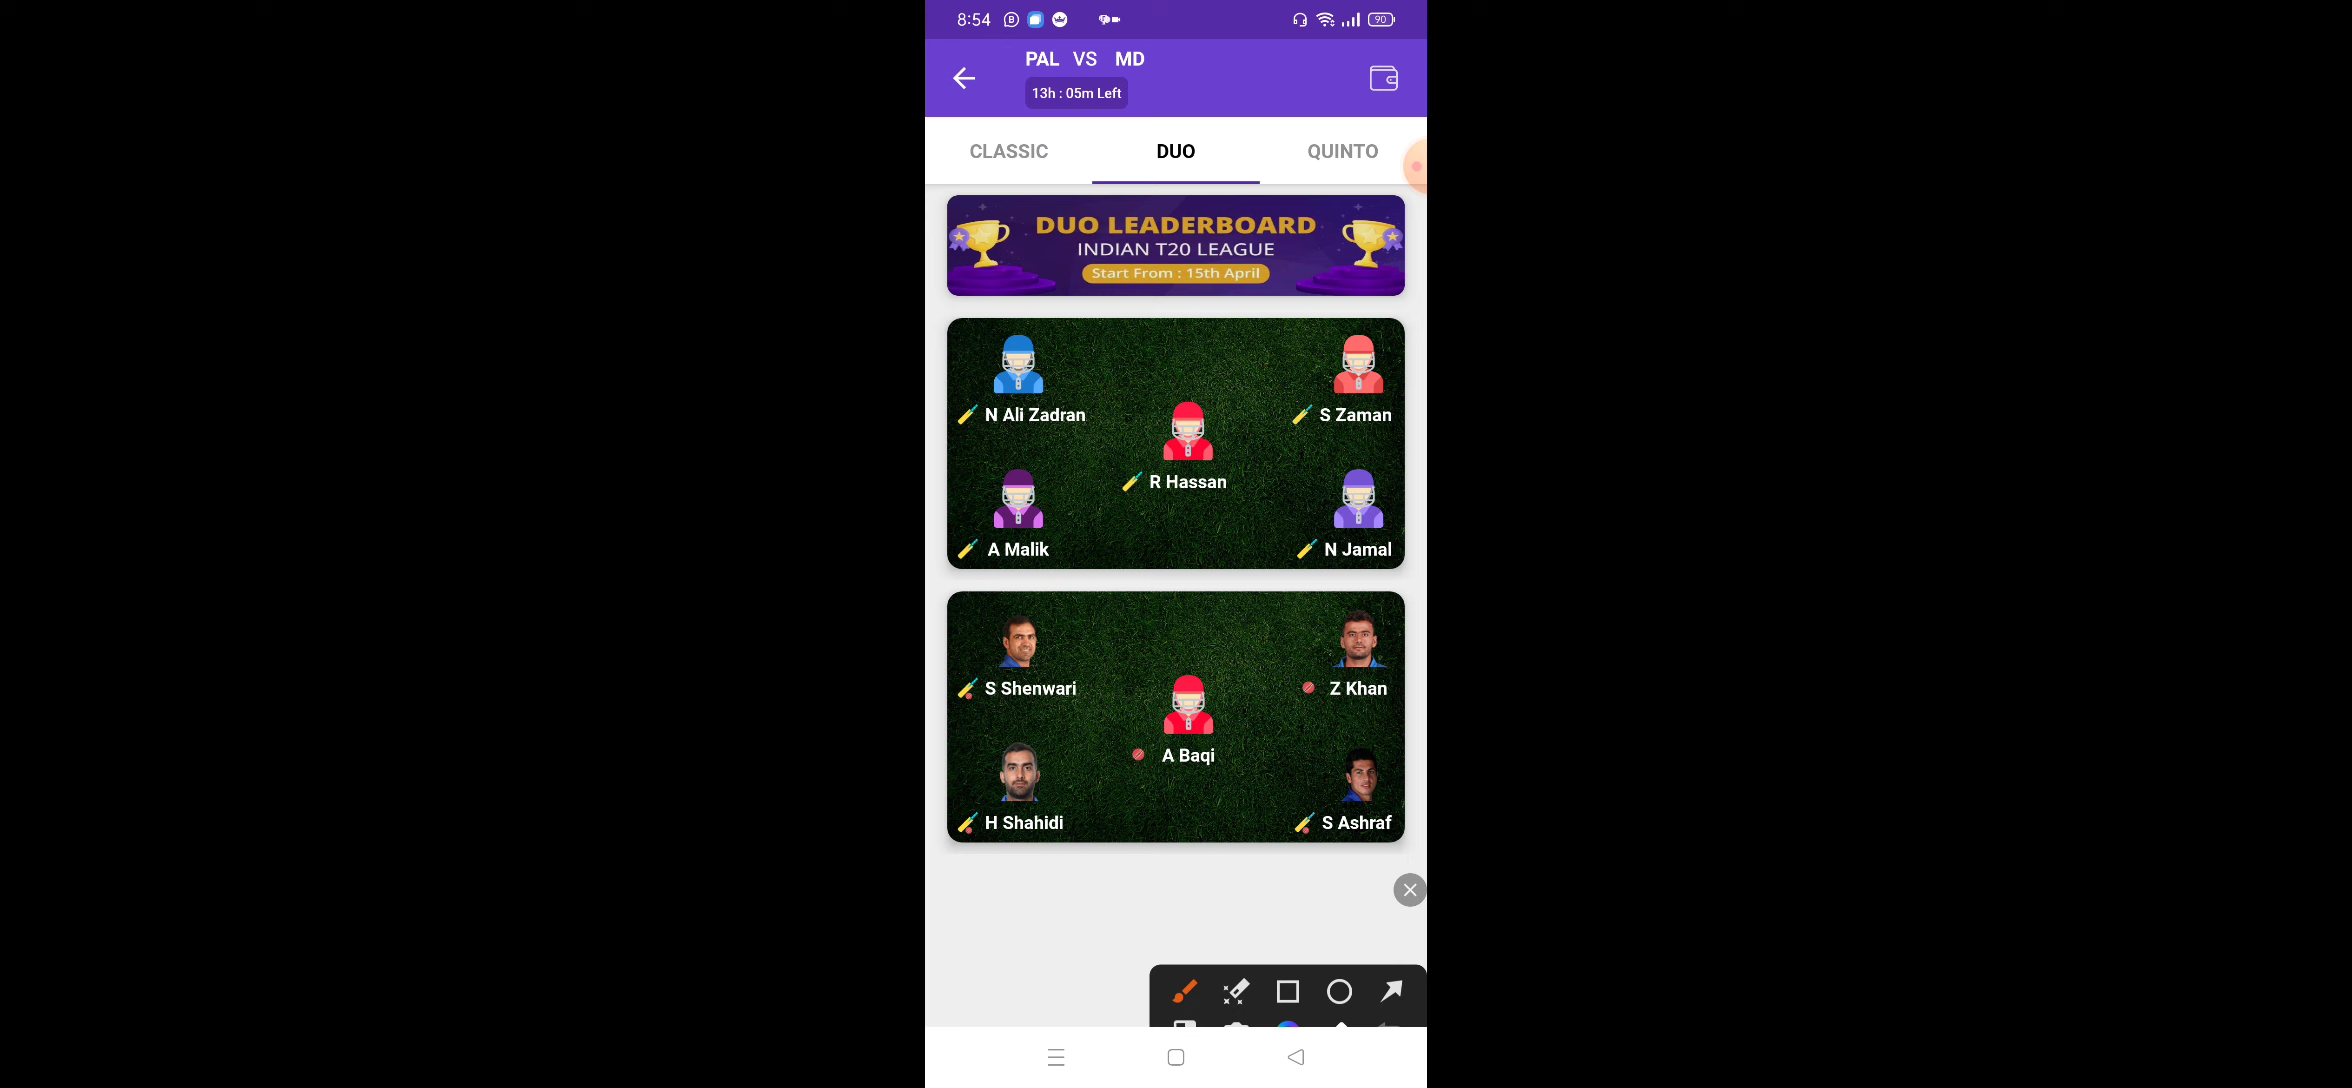 8:54
90
PAL VS MD
13h : 05m Left
CLASSIC DUO QUINTO
DUO LEADERBOARD
INDIAN T20 LEAGUE
Start From : 15th April
N Ali Zadran
S Zaman
R Hassan
A Malik
N Jamal
S Shenwari
Z Khan
A Baqi
H Shahidi
S Ashraf